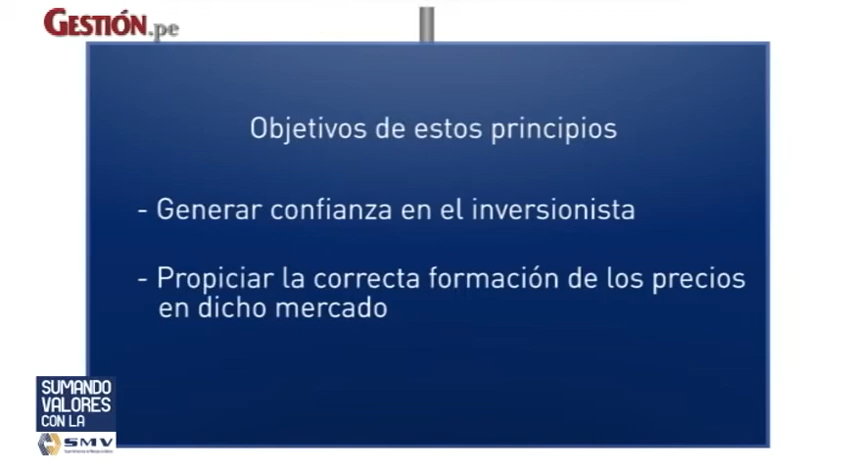 GESTIÓN.pe
Objetivos de estos principios
- Generar confianza en el inversionista
- Propiciar la correcta formación de los precios
en dicho mercado
SUMANDO
VALORES
CON LA
SMV